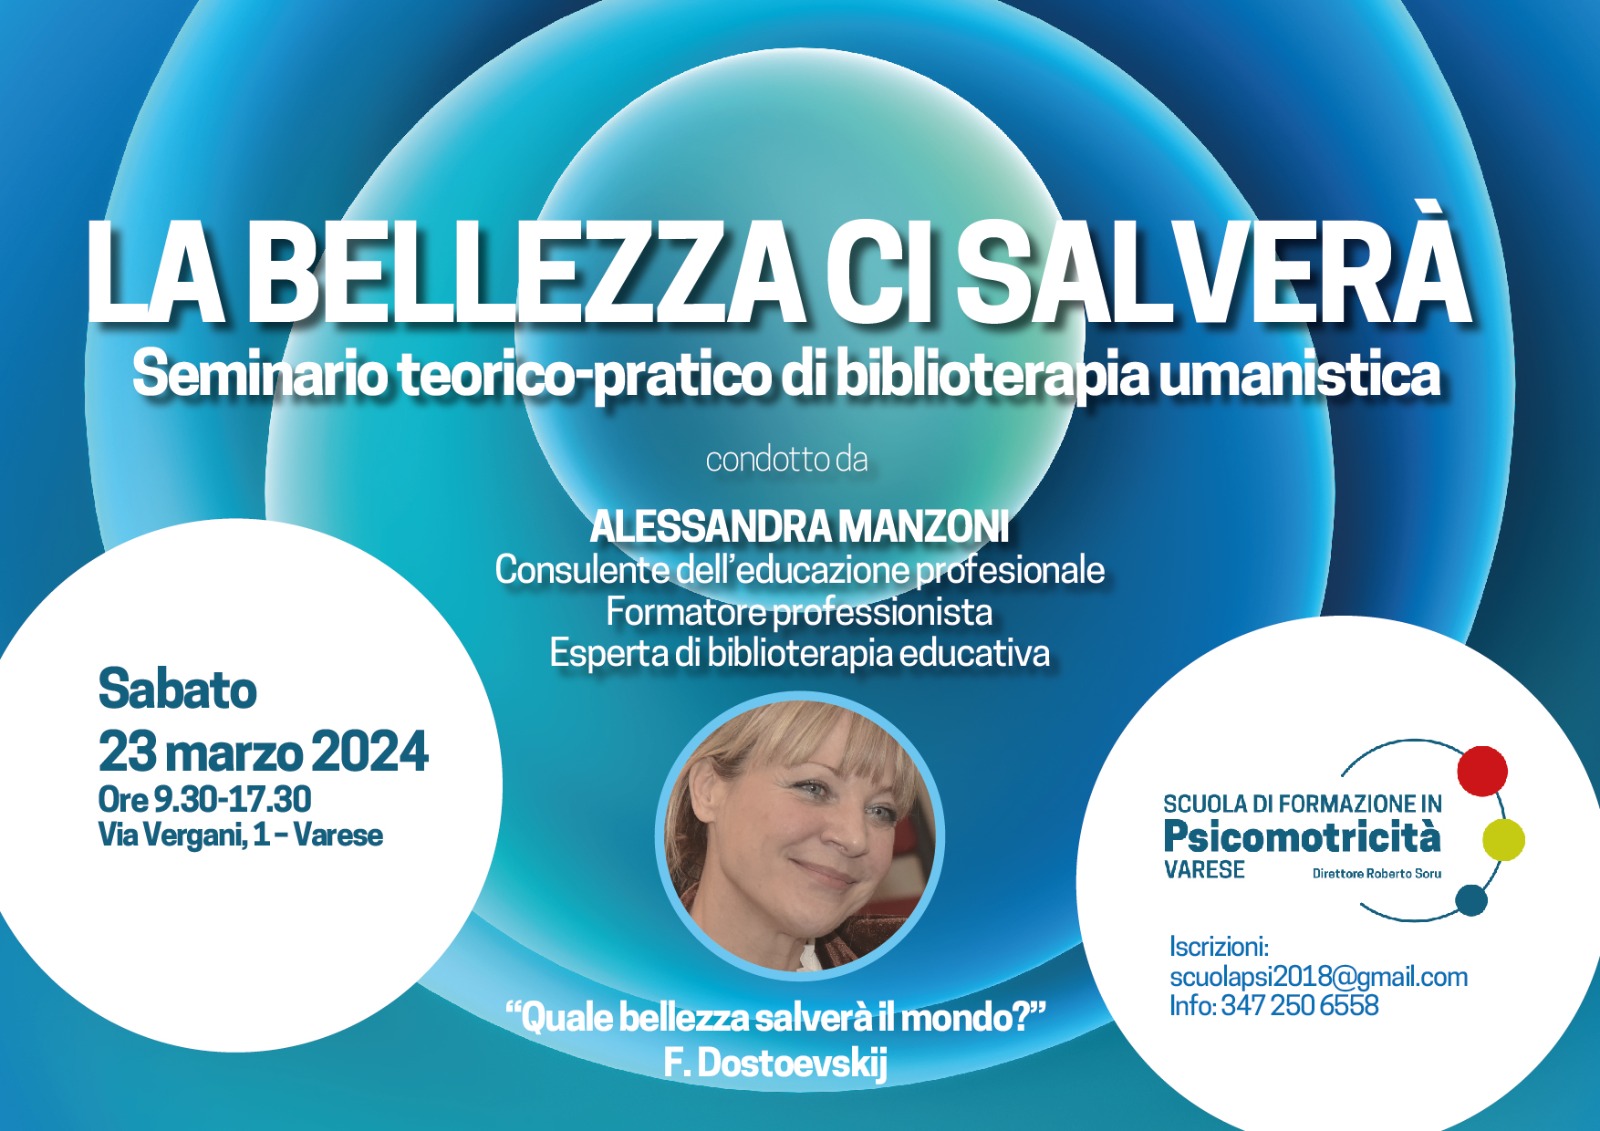 LA BELLEZZA CI SALVERÀ
Seminario teorico-pratico di biblioterapia umanistica
condotto da
ALESSANDRA MANZONI
Consulente dell’educazione profesionale
Formatore professionista
Esperta di biblioterapia educativa
Sabato
23 marzo 2024
Ore 9.30-17.30
Via Vergani, 1 – Varese
“Quale bellezza salverà il mondo?”
F. Dostoevskij
SCUOLA DI FORMAZIONE IN
Psicomotricità
VARESE
Direttore Roberto Soru
Iscrizioni:
scuolapsi2018@gmail.com
Info: 347 250 6558